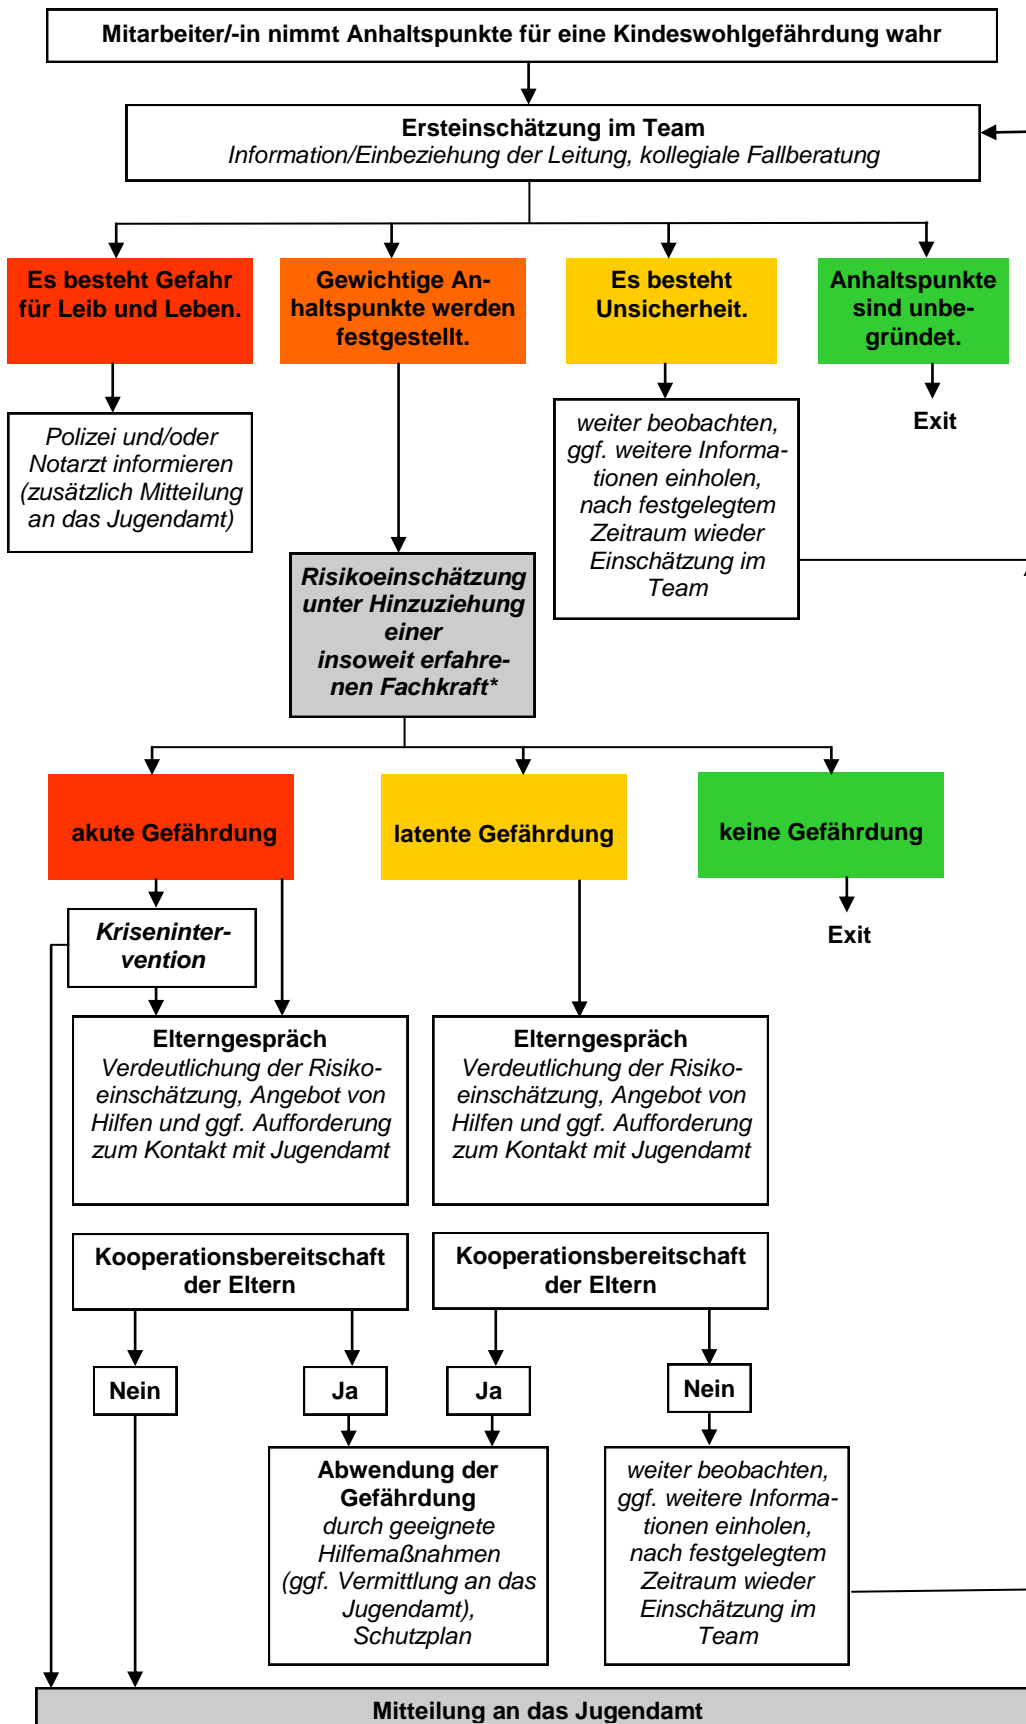 Mitarbeiter/-in nimmt Anhaltspunkte für eine Kindeswohlgefährdung wahr
Ersteinschätzung im Team
Information/Einbeziehung der Leitung, kollegiale Fallberatung
Es besteht Gefahr
für Leib und Leben.
Gewichtige An-
haltspunkte werden
festgestellt.
Es besteht
Unsicherheit.
Anhaltspunkte
sind unbe-
gründet.
Polizei und/oder
Notarzt informieren
(zusätzlich Mitteilung
an das Jugendamt)
weiter beobachten,
ggf. weitere Informa-
tionen einholen,
nach festgelegtem
Zeitraum wieder
Einschätzung im
Team
Exit
Risikoeinschätzung
unter Hinzuziehung
einer
insoweit erfahre-
nen Fachkraft*
akute Gefährdung
latente Gefährdung
keine Gefährdung
Kriseninter-
vention
Exit
Elterngespräch
Verdeutlichung der Risiko-
einschätzung, Angebot von
Hilfen und ggf. Aufforderung
zum Kontakt mit Jugendamt
Elterngespräch
Verdeutlichung der Risiko-
einschätzung, Angebot von
Hilfen und ggf. Aufforderung
zum Kontakt mit Jugendamt
Kooperationsbereitschaft
der Eltern
Kooperationsbereitschaft
der Eltern
Nein
Ja
Ja
Nein
Abwendung der
Gefährdung
durch geeignete
Hilfemaßnahmen
(ggf. Vermittlung an das
Jugendamt),
Schutzplan
weiter beobachten,
ggf. weitere Informa-
tionen einholen,
nach festgelegtem
Zeitraum wieder
Einschätzung im
Team
Mitteilung an das Jugendamt